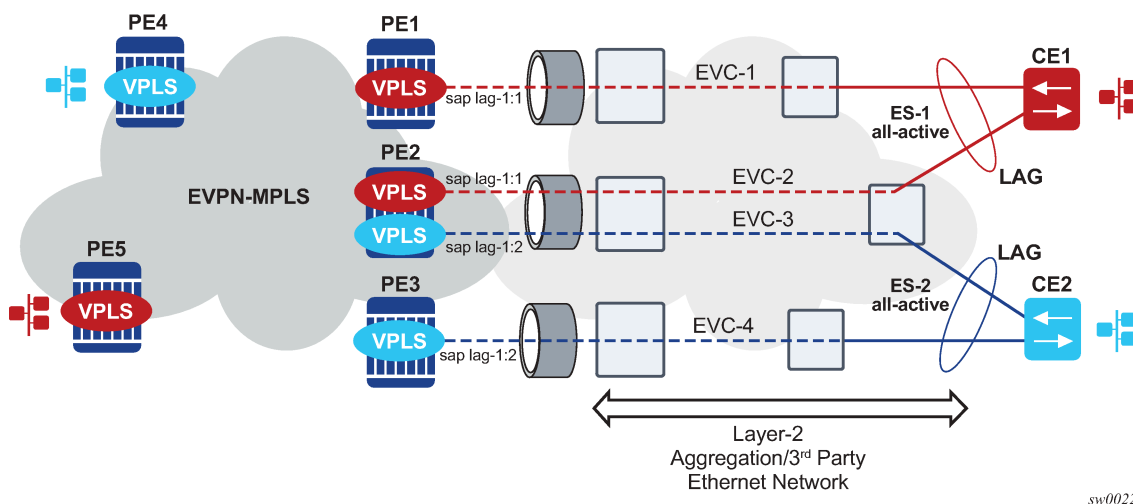 PE4
VPLS
PE1
VPLS
sap lag-1:1
EVC-1
CE1
ES-1
all-active
LAG
EVPN-MPLS
PE2
VPLS
VPLS
sap lag-1:1
sap lag-1:2
EVC-2
EVC-3
PE5
VPLS
PE3
VPLS
sap lag-1:2
EVC-4
LAG
ES-2
all-active
CE2
Layer-2
Aggregation/3rd Party
Ethernet Network